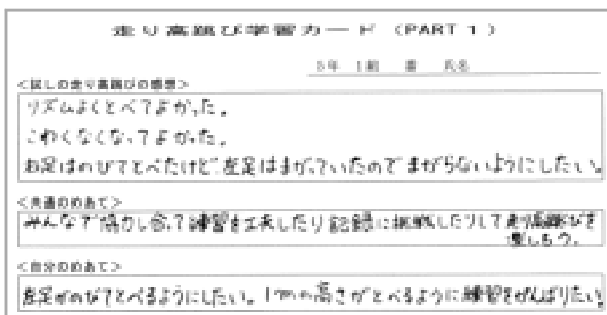 走り高跳び学習カード（PART 1）
5年 1組 番 氏名
<試しの走り高跳びの感想>
リズムよくとべてよかった。
こわくなくなってよかった。
右足はのびてとべたけど左足はまがっていたのでまがらないようにしたい。
<共通のめあて>
みんなで協力し合って練習を工夫したり記録に挑戦したりして走り高跳びを
楽しもう。
<自分のめあて>
左足がのびてとべるようにしたい。1mの高さがとべるように練習をがんばりたい